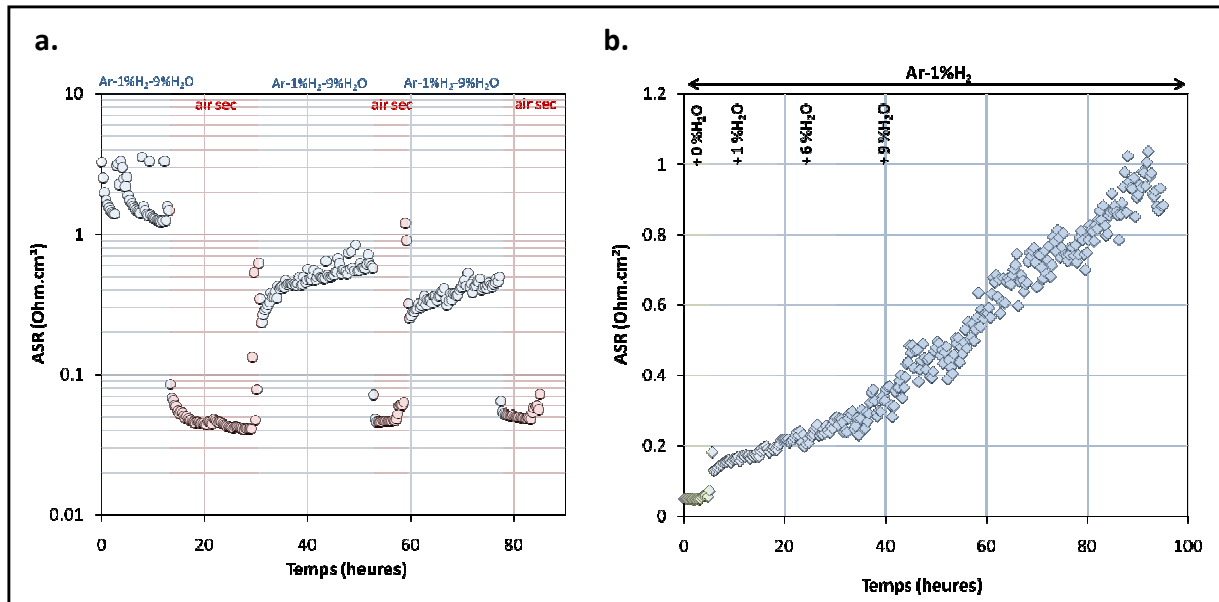 a.
Ar-1%H₂-9%H₂O Ar-1%H₂-9%H₂O Ar-1%H₂-9%H₂O
air sec air sec air sec
10
1
0.1
0.01
ASR (Ohm.cm²)
0 20 40 60 80
Temps (heures)
b.
Ar-1%H₂
+0%H₂O
+1%H₂O
+6%H₂O
+9%H₂O
1.2
1
0.8
0.6
0.4
0.2
0
ASR (Ohm.cm²)
0 20 40 60 80 100
Temps (heures)